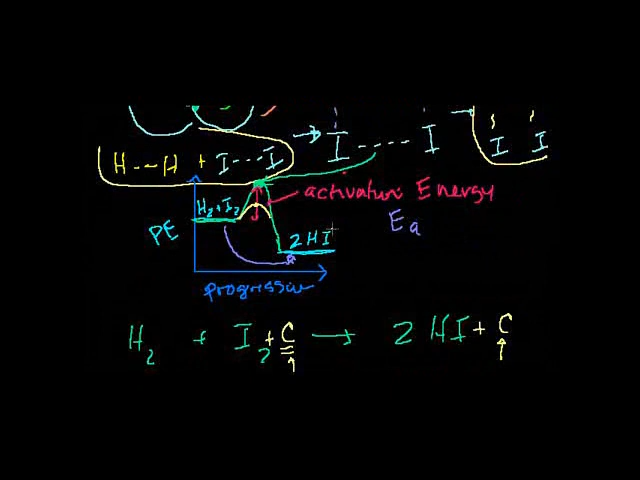 I ---- I
I I
H -- H + I --- I
activation Energy
H₂ + I₂
PE
Ea
2HI
progression
H₂ + I₂ + C → 2 HI + C